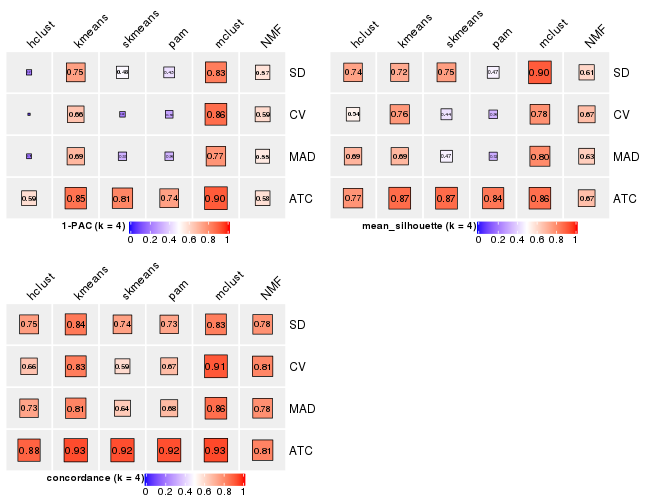 hclust kmeans skmeans pam mclust NMF
0.75 0.48 0.83 0.57 SD
0.66 0.86 0.59 CV
0.69 0.77 0.55 MAD
0.59 0.85 0.81 0.74 0.90 0.58 ATC
1-PAC (k = 4)
0 0.2 0.4 0.6 0.8 1
hclust kmeans skmeans pam mclust NMF
0.74 0.72 0.75 0.47 0.90 0.61 SD
0.54 0.76 0.44 0.78 0.67 CV
0.69 0.69 0.47 0.80 0.63 MAD
0.77 0.87 0.87 0.84 0.86 0.67 ATC
mean_silhouette (k = 4)
0 0.2 0.4 0.6 0.8 1
hclust kmeans skmeans pam mclust NMF
0.75 0.84 0.74 0.73 0.83 0.78 SD
0.66 0.83 0.59 0.67 0.91 0.81 CV
0.73 0.81 0.64 0.68 0.86 0.78 MAD
0.88 0.93 0.92 0.92 0.93 0.81 ATC
concordance (k = 4)
0 0.2 0.4 0.6 0.8 1